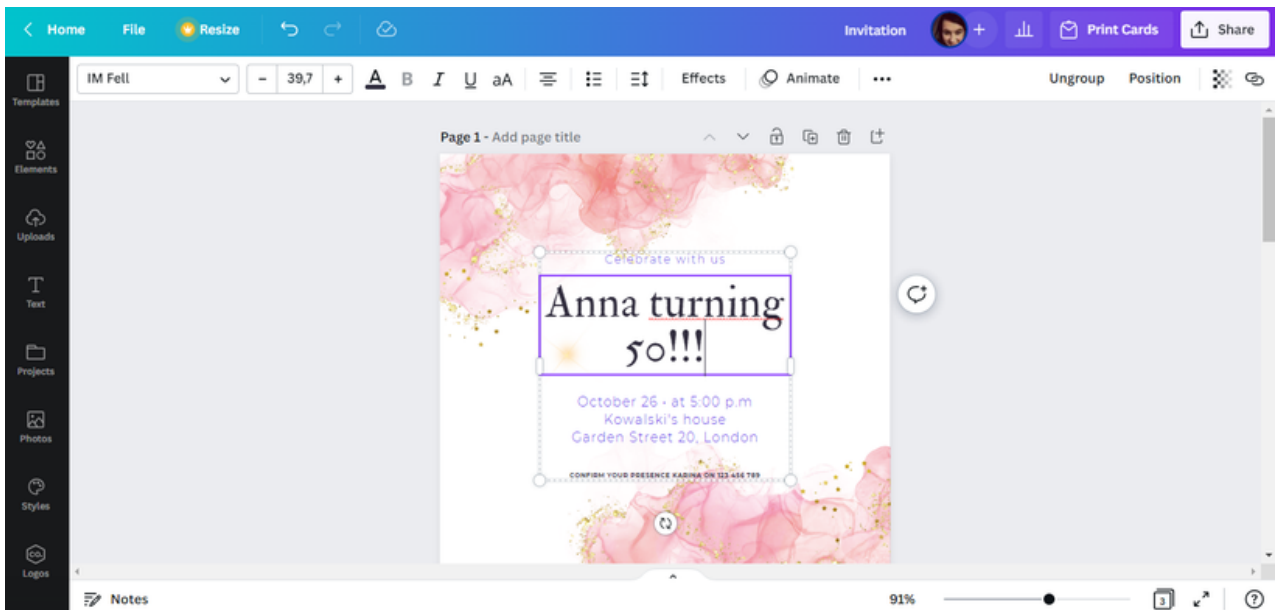 Home File Resize Invitation Print Cards Share
IM Fell - 39,7 + A B I U aA Effects Animate Ungroup Position
Templates
Elements
Uploads
Text
Projects
Photos
Styles
CO.
Logos
Page 1 - Add page title
Celebrate with us
Anna turning
50!!!
October 26 - at 5:00 p.m
Kowalski's house
Garden Street 20, London
CONFIRM YOUR PRESENCE KARINA ON 123 456 789
Notes 91% 3 ?